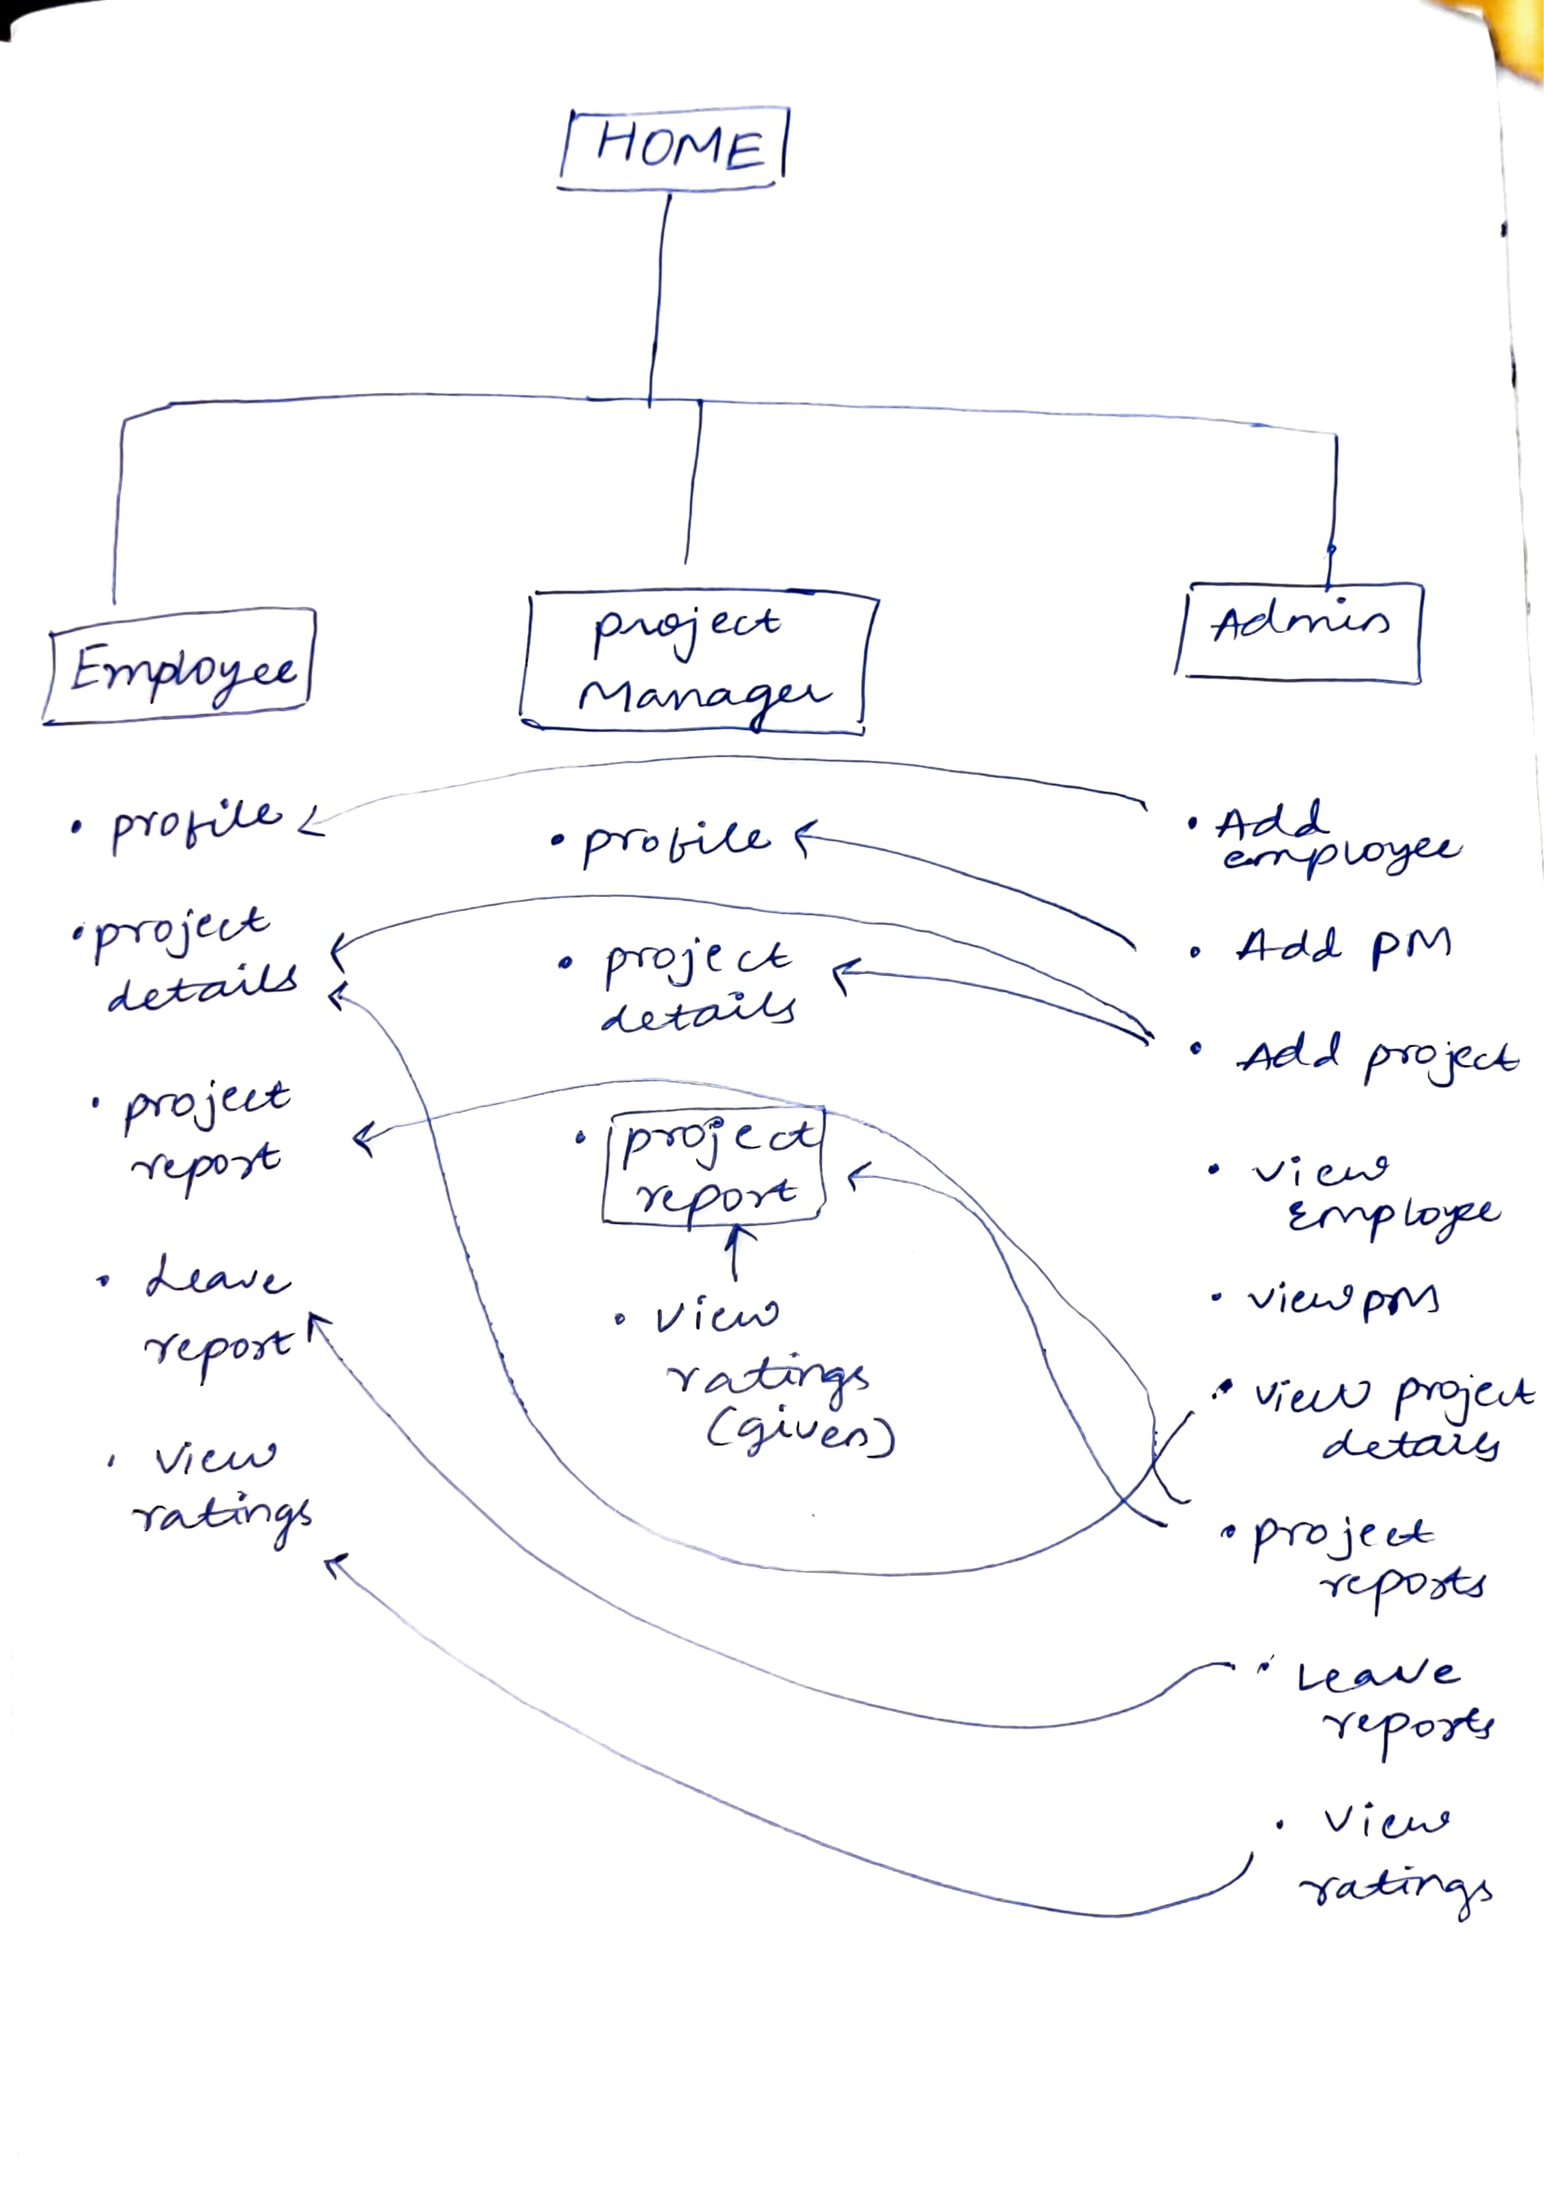 HOME
Employee
project
Manager
Admin
• profile
• project
details
• project
report
• Leave
report
• view
ratings
• profile
• project
details
• project
report
• view
ratings
(given)
• Add
employee
• Add PM
• Add project
• view
Employee
• view PM
• view project
details
• project
reports
• Leave
reports
• view
ratings